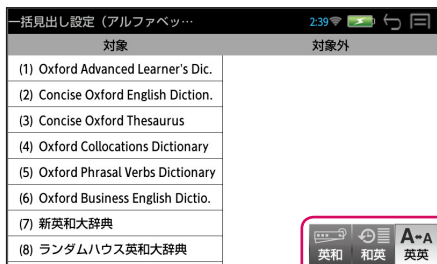 一括見出し設定（アルファベッ… 2:39
対象 対象外
(1) Oxford Advanced Learner's Dic.
(2) Concise Oxford English Diction.
(3) Concise Oxford Thesaurus
(4) Oxford Collocations Dictionary
(5) Oxford Phrasal Verbs Dictionary
(6) Oxford Business English Dictio.
(7) 新英和大辞典
(8) ランダムハウス英和大辞典
A↔A
英和 和英 英英